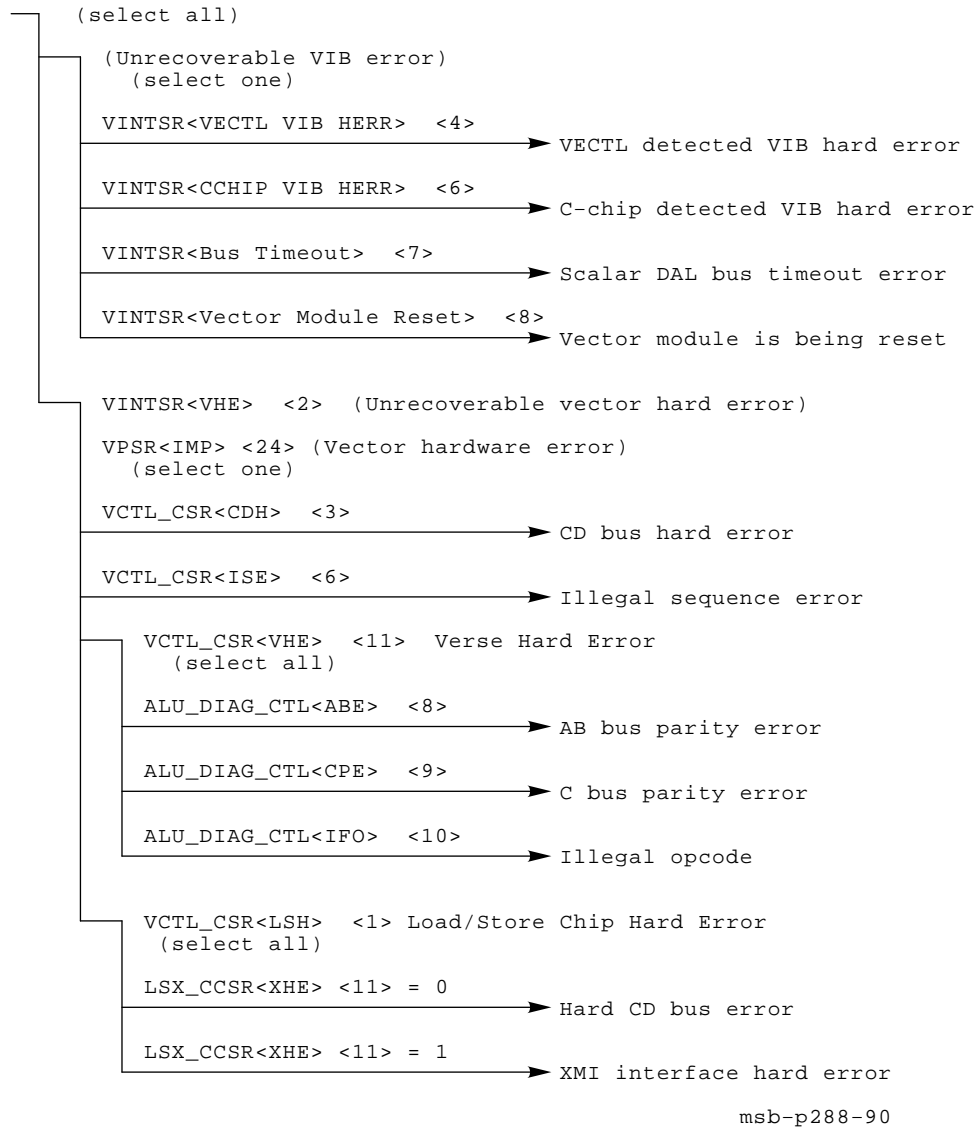 (select all)
(Unrecoverable VIB error)
(select one)
VINTSR<VECTL VIB HERR> <4>
VECTL detected VIB hard error
VINTSR<CCHIP VIB HERR> <6>
C-chip detected VIB hard error
VINTSR<Bus Timeout> <7>
Scalar DAL bus timeout error
VINTSR<Vector Module Reset> <8>
Vector module is being reset
VINTSR<VHE> <2> (Unrecoverable vector hard error)
VPSR<IMP> <24> (Vector hardware error)
(select one)
VCTL_CSR<CDH> <3>
CD bus hard error
VCTL_CSR<ISE> <6>
Illegal sequence error
VCTL_CSR<VHE> <11> Verse Hard Error
(select all)
ALU_DIAG_CTL<ABE> <8>
AB bus parity error
ALU_DIAG_CTL<CPE> <9>
C bus parity error
ALU_DIAG_CTL<IFO> <10>
Illegal opcode
VCTL_CSR<LSH> <1> Load/Store Chip Hard Error
(select all)
LSX_CCSR<XHE> <11> = 0
Hard CD bus error
LSX_CCSR<XHE> <11> = 1
XMI interface hard error
msb-p288-90